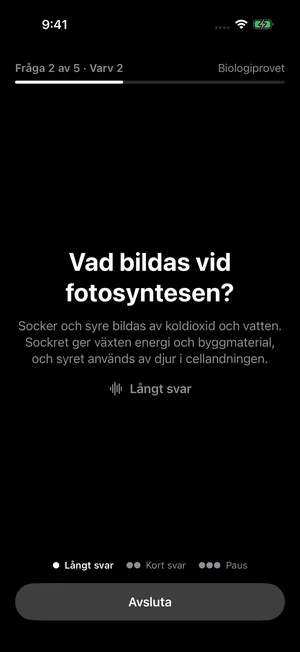 9:41
Fråga 2 av 5 · Varv 2
Biologiprovet
Vad bildas vid
fotosyntesen?
Socker och syre bildas av koldioxid och vatten.
Sockret ger växten energi och byggmaterial,
och syret används av djur i cellandningen.
Långt svar
Långt svar
Kort svar
Paus
Avsluta